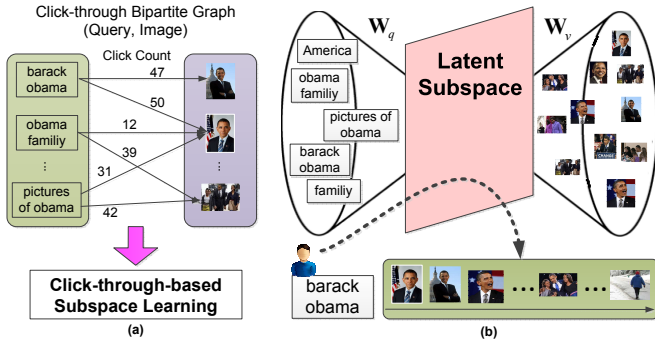 Click-through Bipartite Graph
(Query, Image)
Click Count
barack
obama
47
50
obama
familiy
12
39
⋮
⋮
31
pictures
of obama
42
Click-through-based
Subspace Learning
(a)
W_q
W_v
America
obama
familiy
pictures
of obama
barack
obama
familiy
Latent
Subspace
CHANGE
barack
obama
...
...
(b)